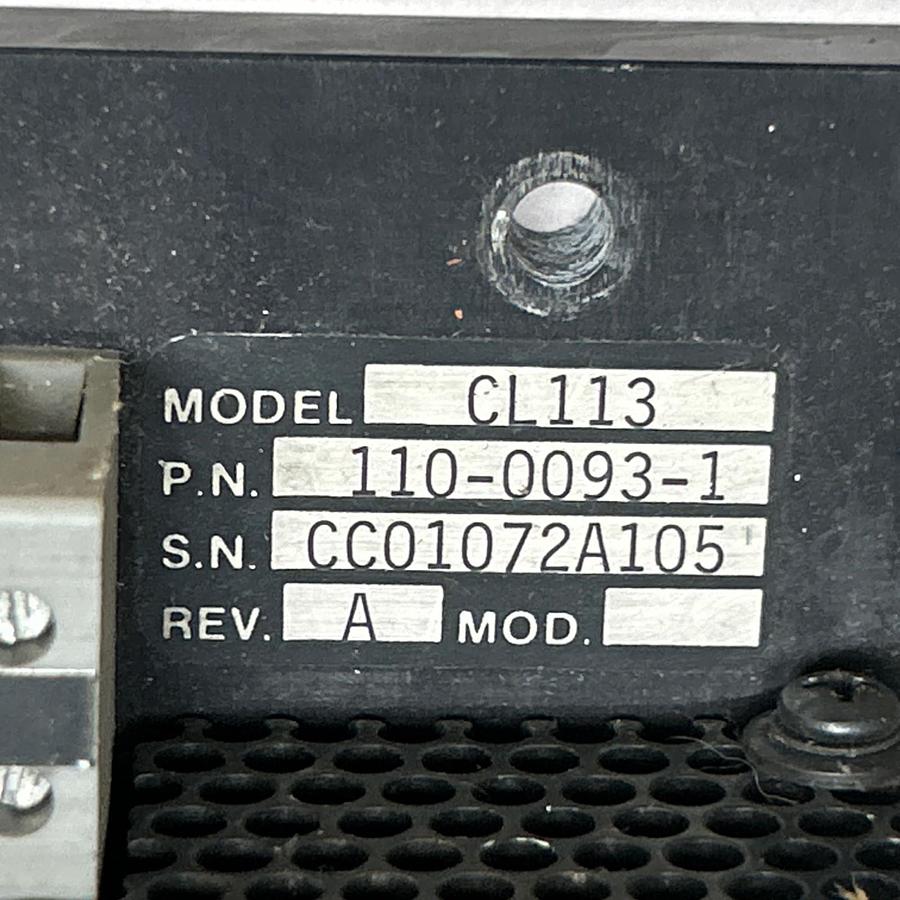 MODEL CL113
P.N. 110-0093-1
S.N. CC01072A105
REV. A MOD.